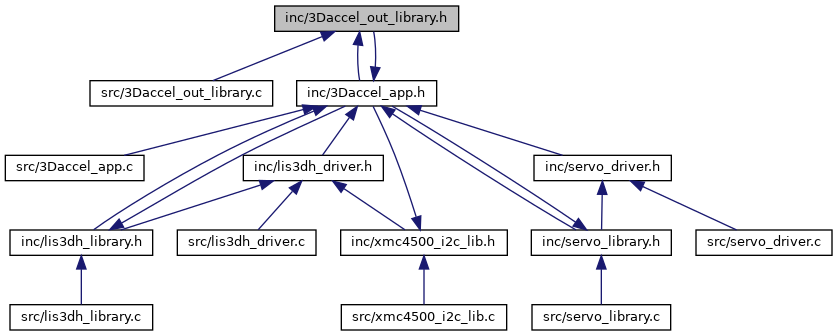 inc/3Daccel_out_library.h
src/3Daccel_out_library.c
inc/3Daccel_app.h
src/3Daccel_app.c
inc/lis3dh_driver.h
inc/servo_driver.h
inc/lis3dh_library.h
src/lis3dh_driver.c
inc/xmc4500_i2c_lib.h
inc/servo_library.h
src/servo_driver.c
src/lis3dh_library.c
src/xmc4500_i2c_lib.c
src/servo_library.c